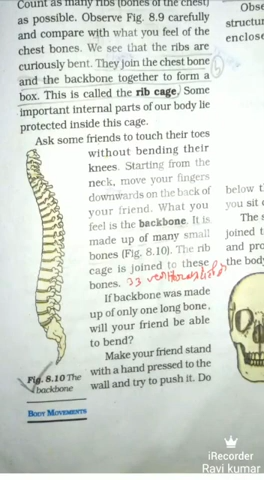 Count as many ribs (bones of the chest)
as possible. Observe Fig. 8.9 carefully
and compare with what you feel of the
chest bones. We see that the ribs are
curiously bent. They join the chest bone
and the backbone together to form a
box. This is called the rib cage. Some
important internal parts of our body lie
protected inside this cage.
Ask some friends to touch their toes
without bending their
knees. Starting from the
neck, move your fingers
downwards on the back of
your friend. What you
feel is the backbone. It is
made up of many small
bones (Fig. 8.10). The rib
cage is joined to these
bones.
If backbone was made
up of only one long bone,
will your friend be able
to bend?
Make your friend stand
with a hand pressed to the
wall and try to push it. Do
Fig. 8.10 The
backbone
BODY MOVEMENTS
Obse
structur
enclose
below t
you sit
The s
joined t
and pro
the body
iRecorder
Ravi kumar